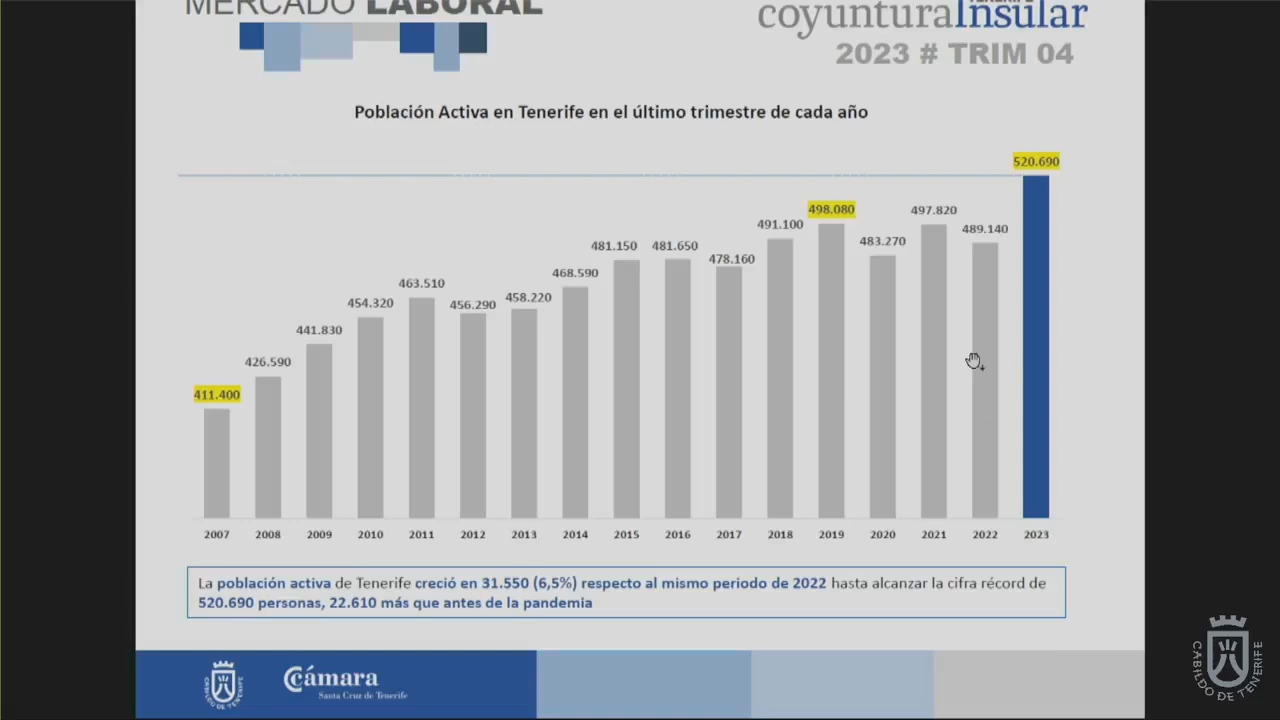 MERCADO LABORAL
TENERIFE
coyunturaInsular
2023 # TRIM 04
Población Activa en Tenerife en el último trimestre de cada año
520.690
498.080
497.820
491.100
489.140
481.150
481.650
483.270
478.160
468.590
463.510
454.320
456.290
458.220
441.830
426.590
411.400
2007 2008 2009 2010 2011 2012 2013 2014 2015 2016 2017 2018 2019 2020 2021 2022 2023
La población activa de Tenerife creció en 31.550 (6,5%) respecto al mismo periodo de 2022 hasta alcanzar la cifra récord de
520.690 personas, 22.610 más que antes de la pandemia
CABILDO DE TENERIFE
Cámara
Santa Cruz de Tenerife
CABILDO DE TENERIFE